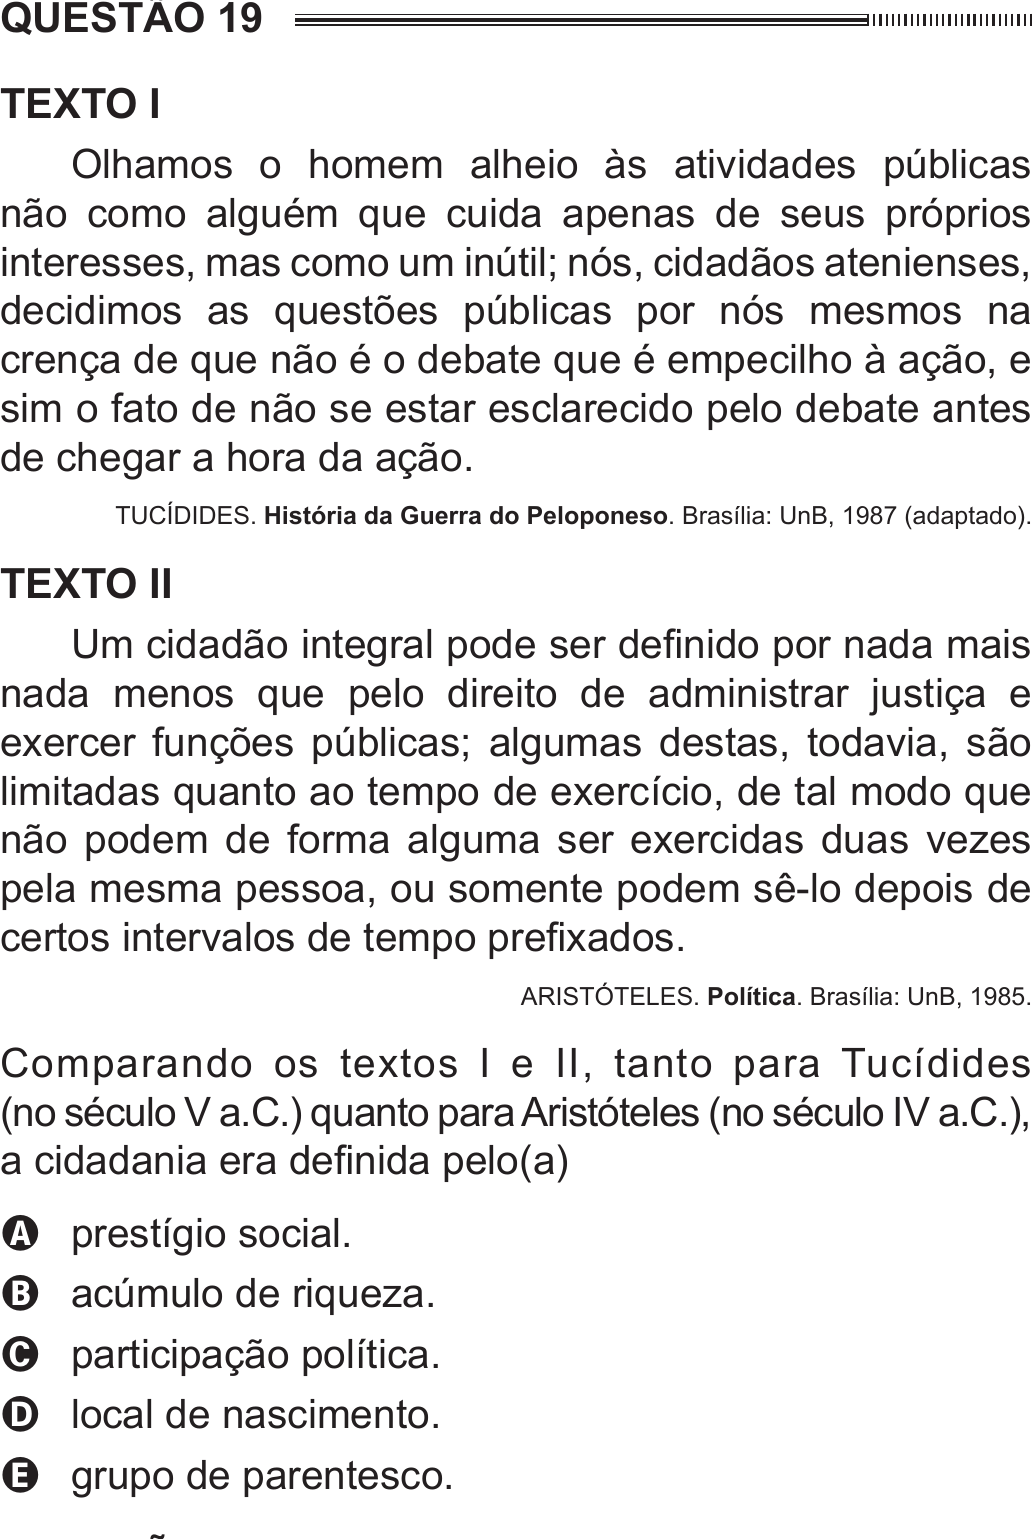 QUESTÃO 19
TEXTO I
Olhamos o homem alheio às atividades públicas
não como alguém que cuida apenas de seus próprios
interesses, mas como um inútil; nós, cidadãos atenienses,
decidimos as questões públicas por nós mesmos na
crença de que não é o debate que é empecilho à ação, e
sim o fato de não se estar esclarecido pelo debate antes
de chegar a hora da ação.
TUCÍDIDES. História da Guerra do Peloponeso. Brasília: UnB, 1987 (adaptado).
TEXTO II
Um cidadão integral pode ser definido por nada mais
nada menos que pelo direito de administrar justiça e
exercer funções públicas; algumas destas, todavia, são
limitadas quanto ao tempo de exercício, de tal modo que
não podem de forma alguma ser exercidas duas vezes
pela mesma pessoa, ou somente podem sê-lo depois de
certos intervalos de tempo prefixados.
ARISTÓTELES. Política. Brasília: UnB, 1985.
Comparando os textos I e II, tanto para Tucídides
(no século V a.C.) quanto para Aristóteles (no século IV a.C.),
a cidadania era definida pelo(a)
A prestígio social.
B acúmulo de riqueza.
C participação política.
D local de nascimento.
E grupo de parentesco.